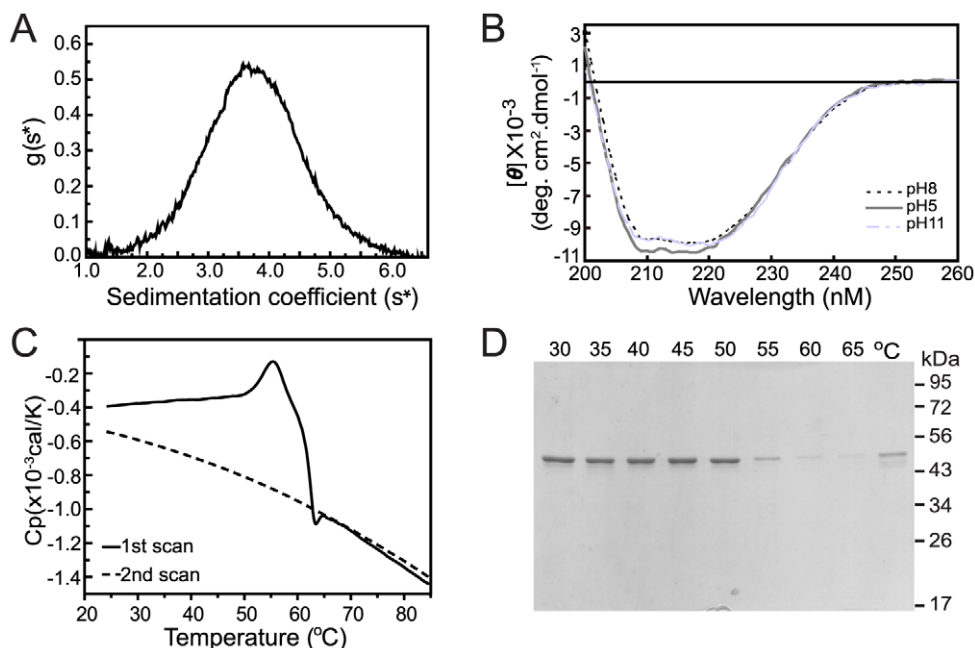 A
0.6
0.5
0.4
0.3
0.2
0.1
0.0
g(s*)
1.0 2.0 3.0 4.0 5.0 6.0
Sedimentation coefficient (s*)
B
3
1
-1
-3
-5
-7
-9
-11
[θ] X10⁻³
(deg. cm².dmol⁻¹)
pH8
pH5
pH11
200 210 220 230 240 250 260
Wavelength (nM)
C
-0.2
-0.4
-0.6
-0.8
-1.0
-1.2
-1.4
Cp(x10⁻³cal/K)
1st scan
2nd scan
20 30 40 50 60 70 80
Temperature (ºC)
D
30 35 40 45 50 55 60 65 ºC
kDa
95
72
56
43
34
26
17